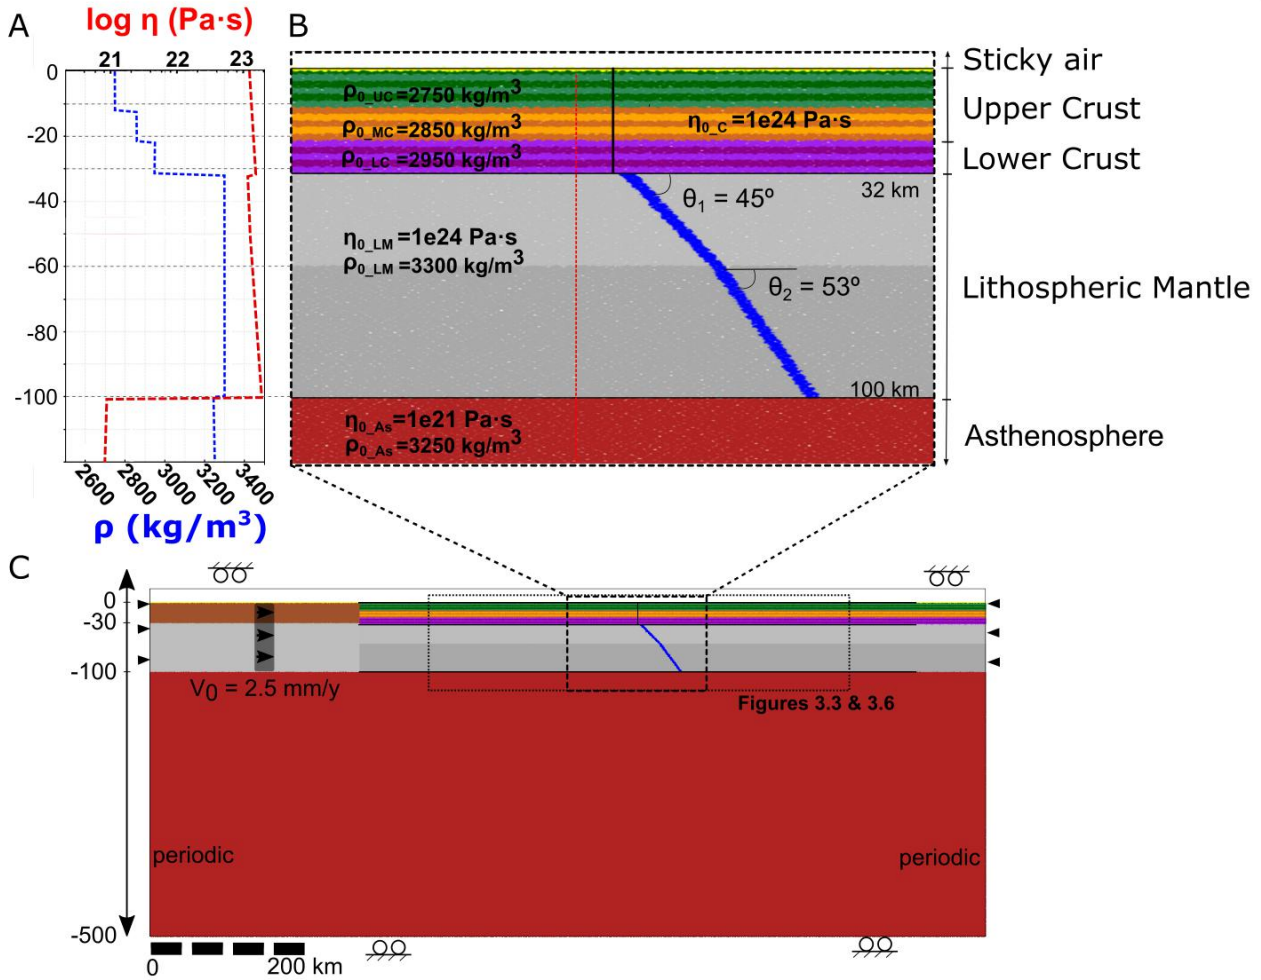 A
log η (Pa·s)
21 22 23
0
-20
-40
-60
-80
-100
2600 2800 3000 3200 3400
ρ (kg/m³)
B
ρ0_UC=2750 kg/m³
ρ0_MC=2850 kg/m³
η0_C=1e24 Pa·s
ρ0_LC=2950 kg/m³
32 km
θ1 = 45º
η0_LM=1e24 Pa·s
ρ0_LM=3300 kg/m³
θ2 = 53º
100 km
η0_As=1e21 Pa·s
ρ0_As=3250 kg/m³
Sticky air
Upper Crust
Lower Crust
Lithospheric Mantle
Asthenosphere
C
0
-30
-100
V0 = 2.5 mm/y
Figures 3.3 & 3.6
periodic
periodic
-500
0 200 km